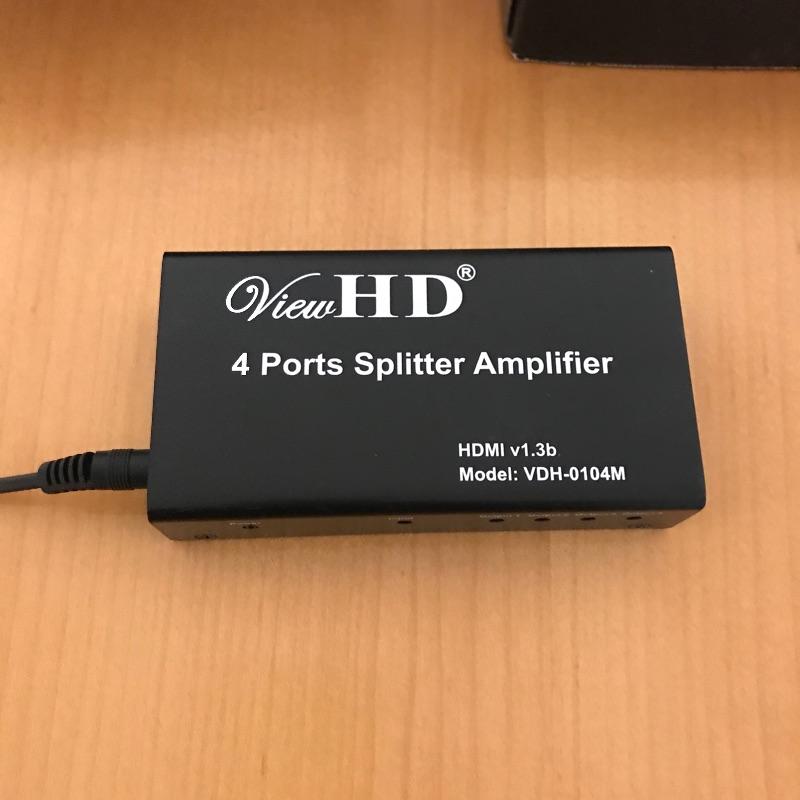 ViewHD®
4 Ports Splitter Amplifier
HDMI v1.3b
Model: VDH-0104M